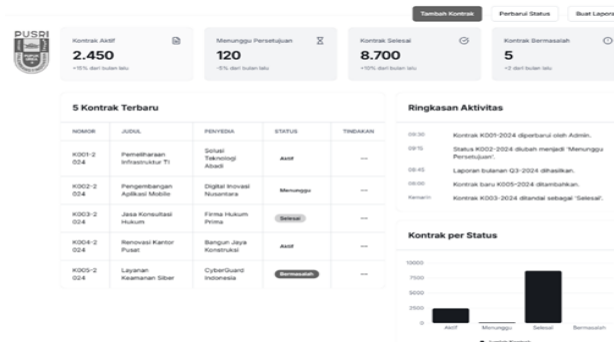 Tambah Kontrak
Perbarui Status
Buat Lapora
PUSRI
Kontrak Aktif
2.450
+15% dari bulan lalu
Menunggu Persetujuan
120
-5% dari bulan lalu
Kontrak Selesai
8.700
+10% dari bulan lalu
Kontrak Bermasalah
5
+2 dari bulan lalu
5 Kontrak Terbaru
NOMOR JUDUL PENYEDIA STATUS TINDAKAN
K001-2
024
Pemeliharaan
Infrastruktur TI
Solusi
Teknologi
Abadi
Aktif
K002-2
024
Pengembangan
Aplikasi Mobile
Digital Inovasi
Nusantara
Menunggu
K003-2
024
Jasa Konsultasi
Hukum
Firma Hukum
Prima
Selesai
K004-2
024
Renovasi Kantor
Pusat
Bangun Jaya
Konstruksi
Aktif
K005-2
024
Layanan
Keamanan Siber
CyberGuard
Indonesia
Bermasalah
Ringkasan Aktivitas
09:30 Kontrak K001-2024 diperbarui oleh Admin.
09:15 Status K002-2024 diubah menjadi 'Menunggu
Persetujuan'.
08:45 Laporan bulanan Q3-2024 dihasilkan.
08:00 Kontrak baru K005-2024 ditambahkan.
Kemarin Kontrak K003-2024 ditandai sebagai 'Selesai'.
Kontrak per Status
10000
7500
5000
2500
0
Aktif Menunggu Selesai Bermasalah